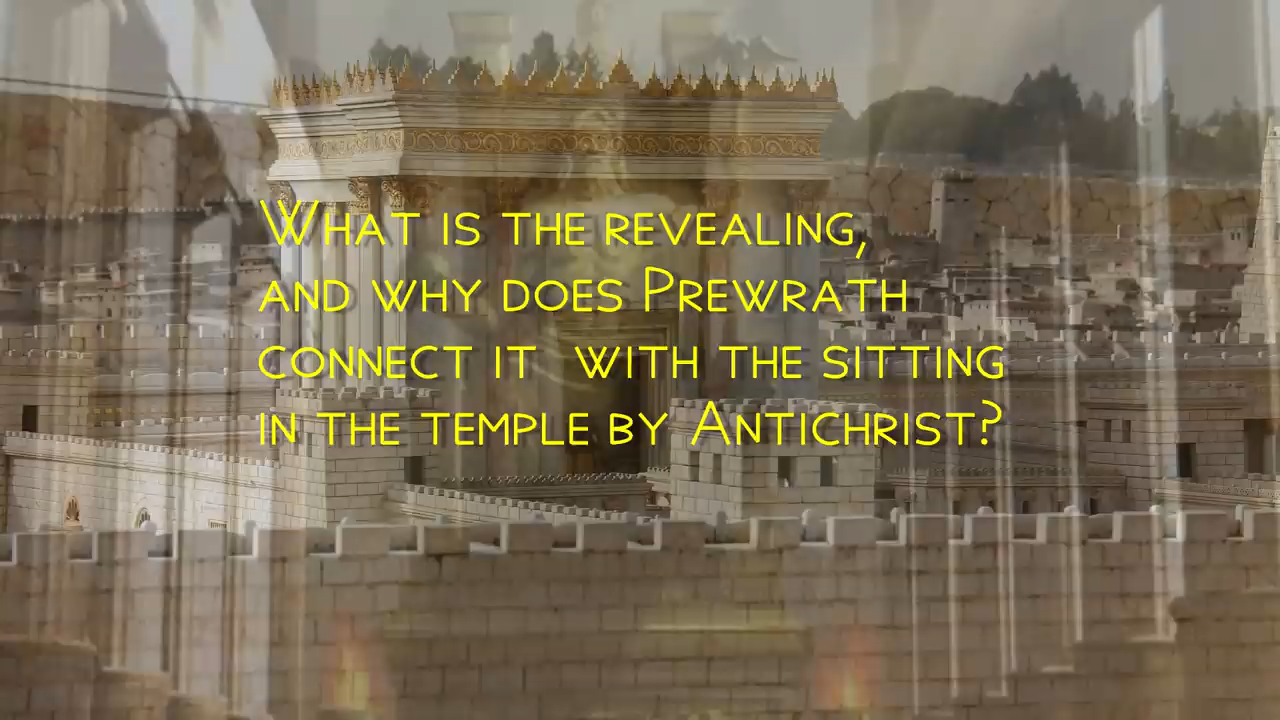 What is the revealing,
and why does Prewrath
connect it with the sitting
in the temple by Antichrist?